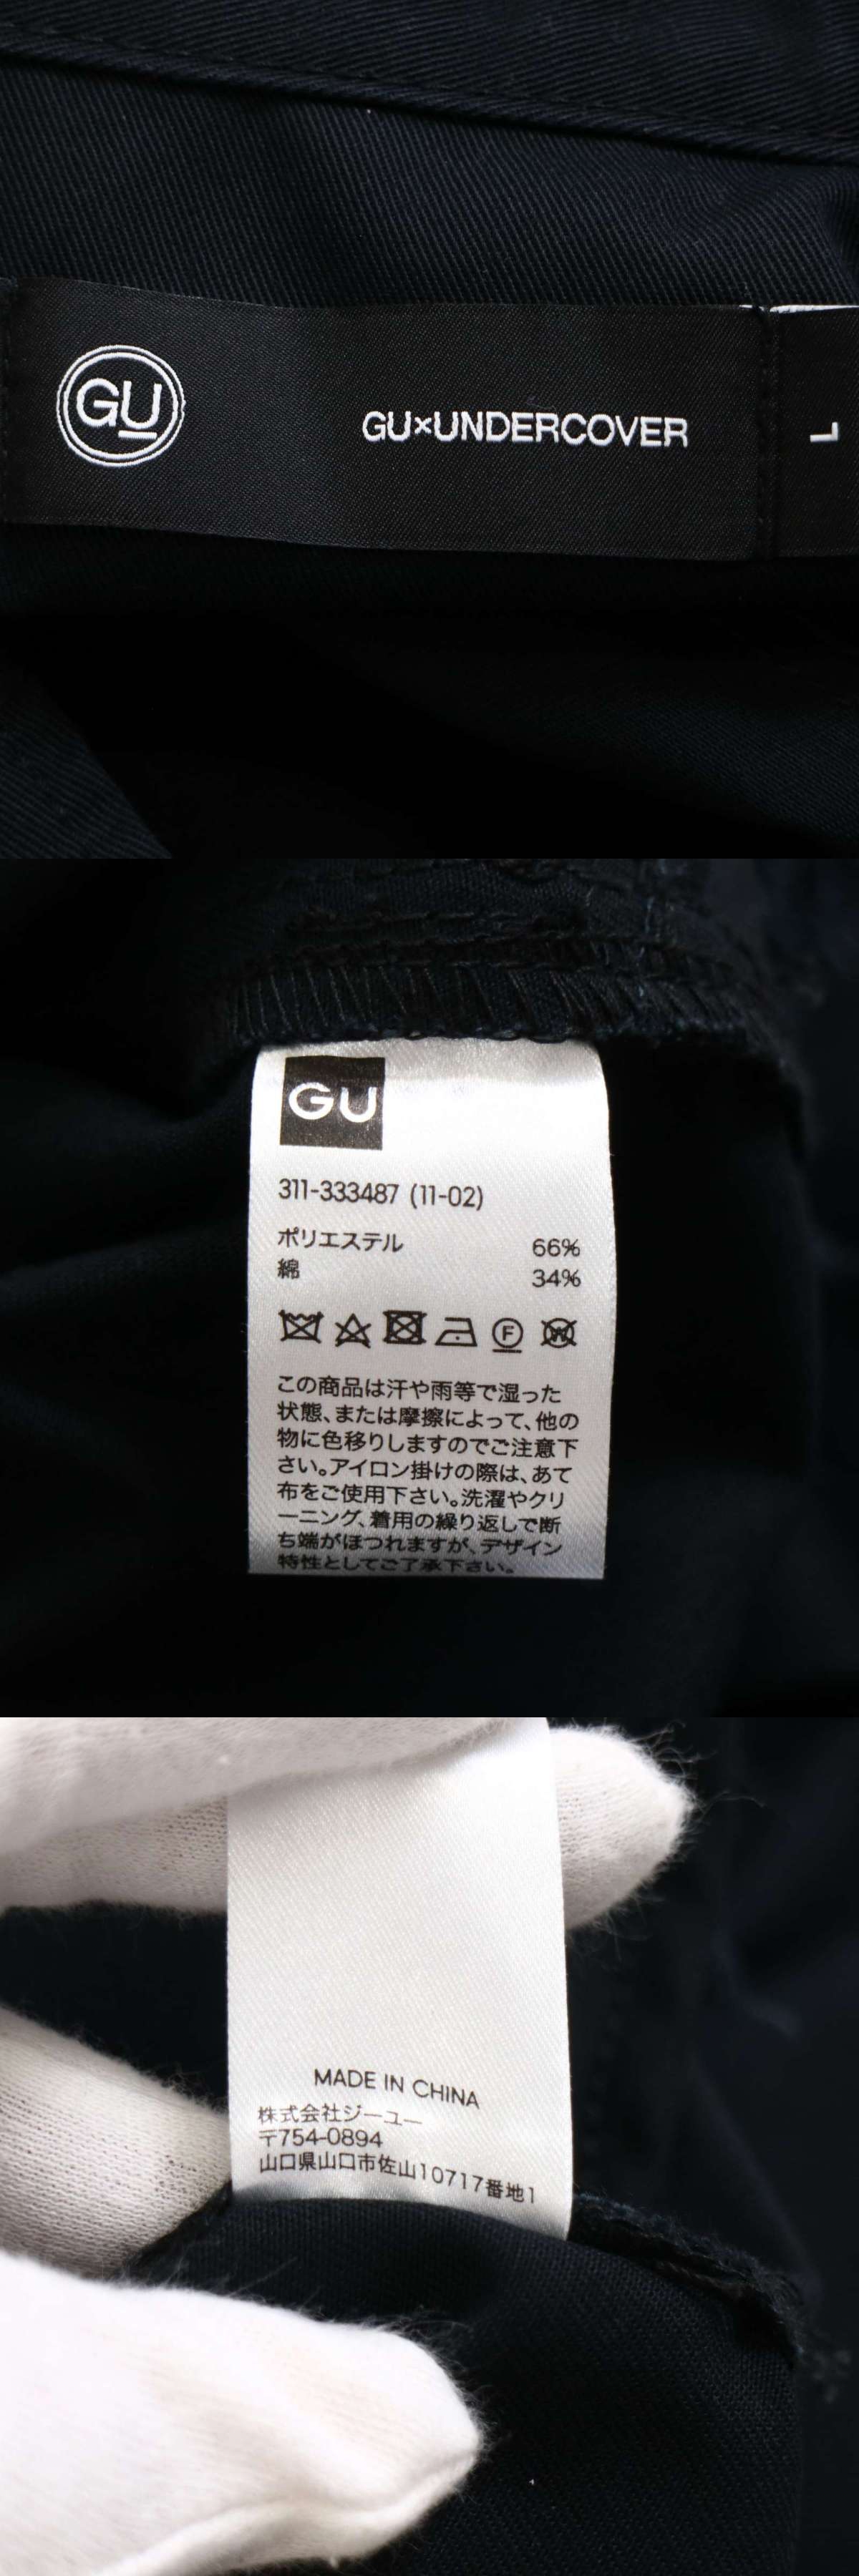 GU
GU×UNDERCOVER
L
GU
311-333487 (11-02)
ポリエステル 66%
綿 34%
F
W
この商品は汗や雨等で湿った
状態、または摩擦によって、他の
物に色移りしますのでご注意下
さい。アイロン掛けの際は、あて
布をご使用下さい。洗濯やクリ
ーニング、着用の繰り返しで断
ち端がほつれますが、デザイン
特性としてご了承下さい。
MADE IN CHINA
株式会社ジーユー
〒754-0894
山口県山口市佐山10717番地1